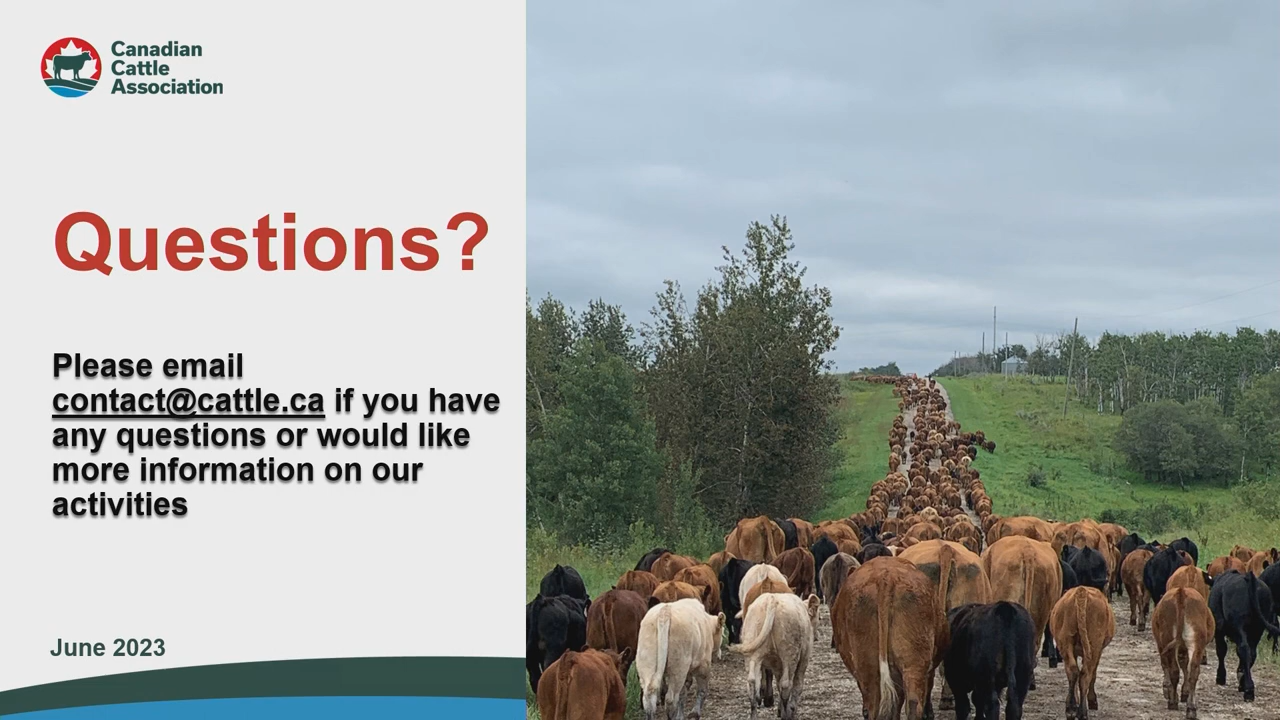 Canadian
Cattle
Association
Questions?
Please email
contact@cattle.ca if you have
any questions or would like
more information on our
activities
June 2023